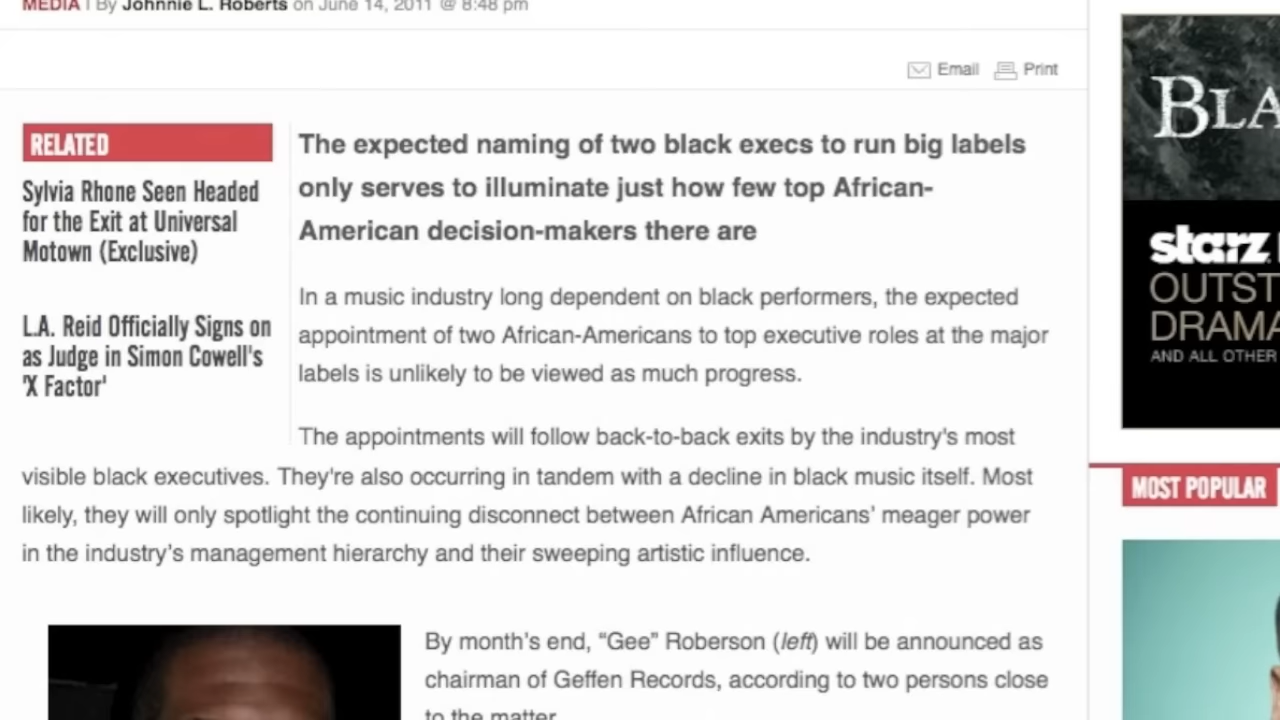 MEDIA | By Johnnie L. Roberts on June 14, 2011 @ 8:48 pm
Email Print
RELATED
Sylvia Rhone Seen Headed
for the Exit at Universal
Motown (Exclusive)
L.A. Reid Officially Signs on
as Judge in Simon Cowell's
'X Factor'
The expected naming of two black execs to run big labels
only serves to illuminate just how few top African-
American decision-makers there are
In a music industry long dependent on black performers, the expected
appointment of two African-Americans to top executive roles at the major
labels is unlikely to be viewed as much progress.
The appointments will follow back-to-back exits by the industry's most
visible black executives. They're also occurring in tandem with a decline in black music itself. Most
likely, they will only spotlight the continuing disconnect between African Americans' meager power
in the industry's management hierarchy and their sweeping artistic influence.
By month's end, “Gee” Roberson (left) will be announced as
chairman of Geffen Records, according to two persons close
to the matter.
BLA
starz
OUTST
DRAMA
AND ALL OTHER
MOST POPULAR